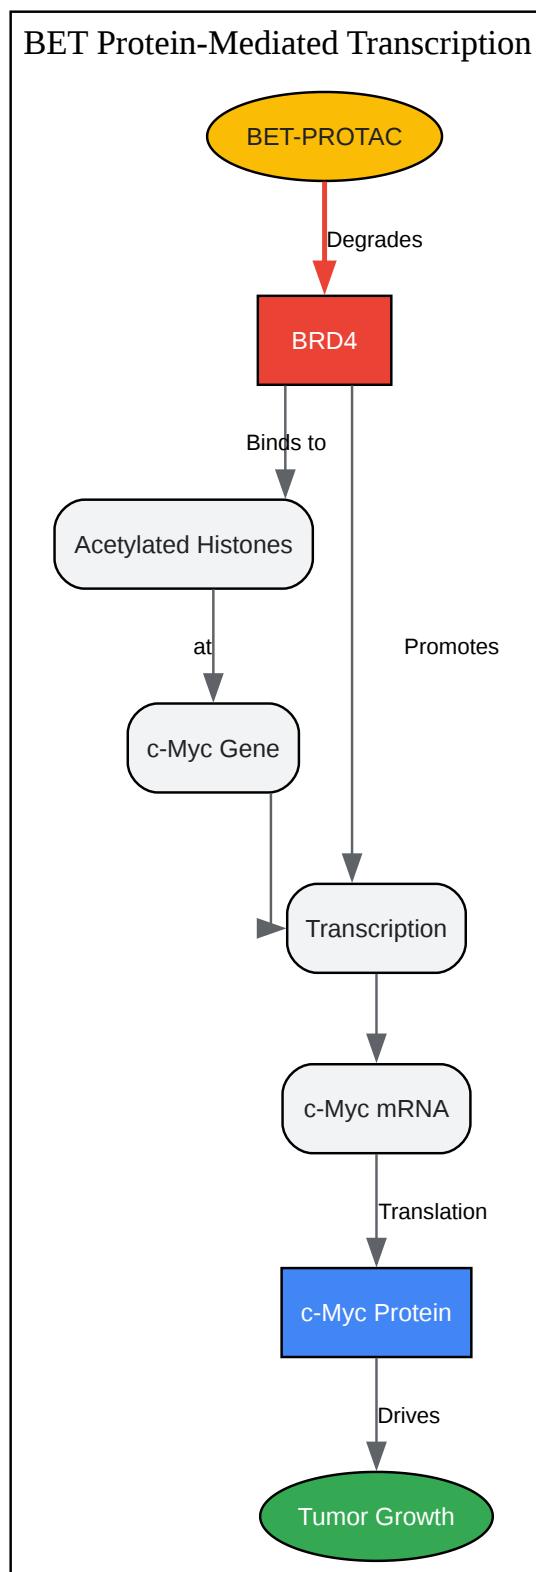 BET Protein-Mediated Transcription
BET-PROTAC
Degrades
BRD4
Binds to
Acetylated Histones
at
Promotes
c-Myc Gene
Transcription
c-Myc mRNA
Translation
c-Myc Protein
Drives
Tumor Growth